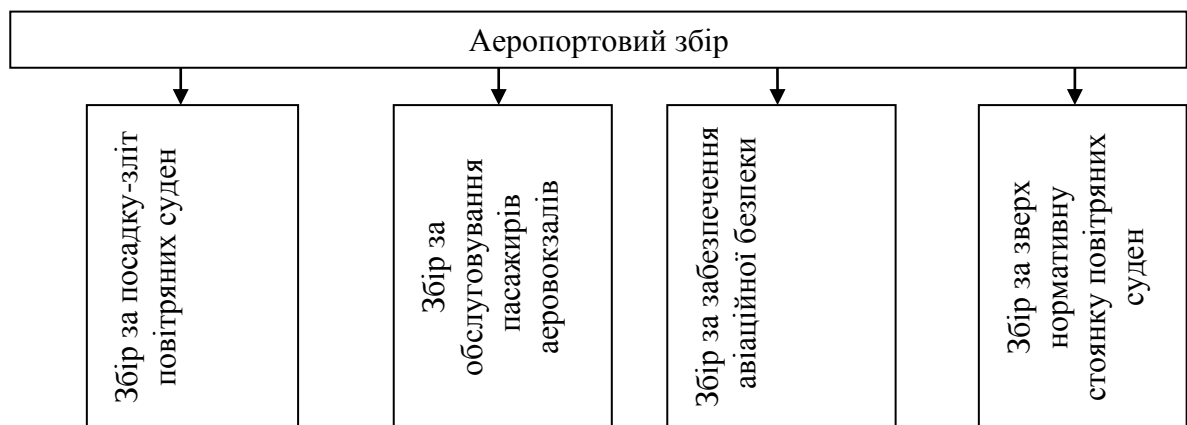 Аеропортовий збір
Збір за посадку-зліт
повітряних суден
Збір за
обслуговування
пасажирів
аеровокзалів
Збір за забезпечення
авіаційної безпеки
Збір за зверх
нормативну
стоянку повітряних
суден